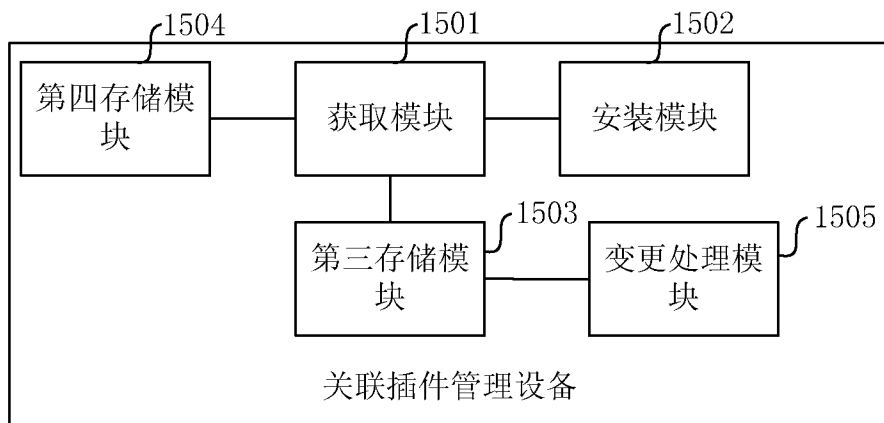 1504
1501
1502
第四存储模
块
获取模块
安装模块
1503
1505
第三存储模
块
变更处理模
块
关联插件管理设备